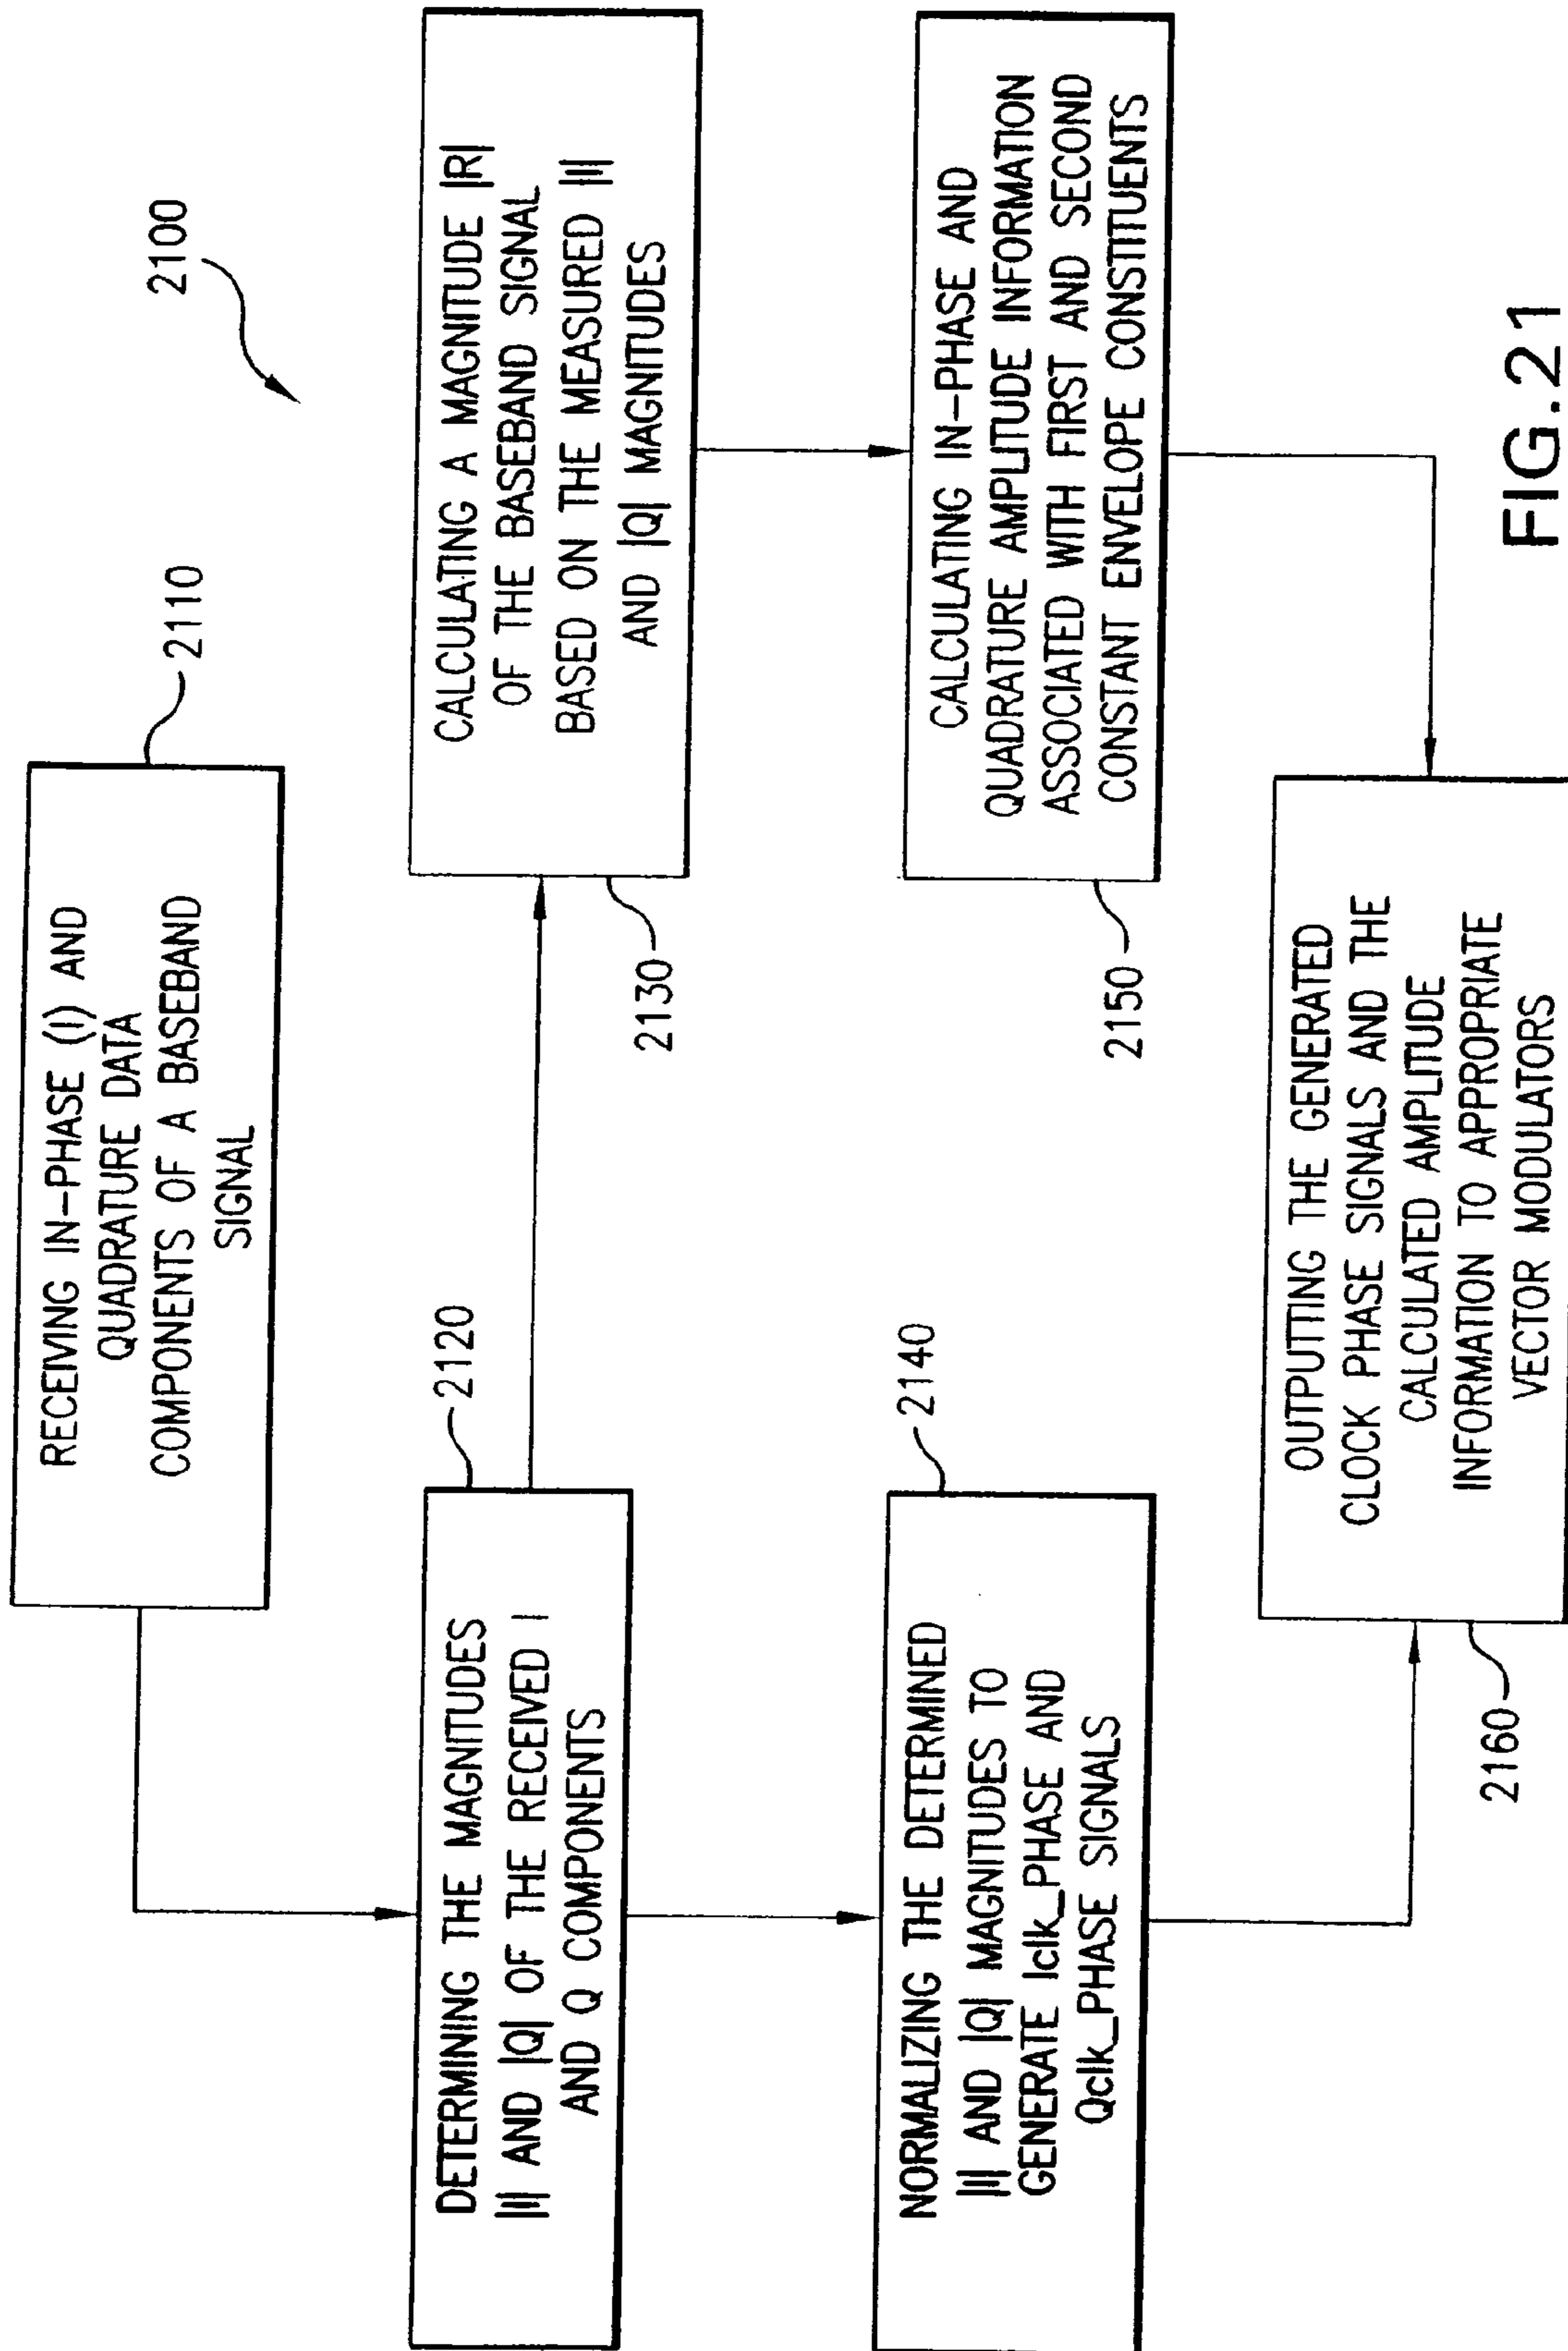 2100
RECEIVING IN-PHASE (I) AND
QUADRATURE DATA
COMPONENTS OF A BASEBAND
SIGNAL
2110
DETERMINING THE MAGNITUDES
|I| AND |Q| OF THE RECEIVED I
AND Q COMPONENTS
2120
CALCULATING A MAGNITUDE |R|
OF THE BASEBAND SIGNAL
BASED ON THE MEASURED |I|
AND |Q| MAGNITUDES
2130
NORMALIZING THE DETERMINED
|I| AND |Q| MAGNITUDES TO
GENERATE Iclk_PHASE AND
Qclk_PHASE SIGNALS
2140
CALCULATING IN-PHASE AND
QUADRATURE AMPLITUDE INFORMATION
ASSOCIATED WITH FIRST AND SECOND
CONSTANT ENVELOPE CONSTITUENTS
2150
OUTPUTTING THE GENERATED
CLOCK PHASE SIGNALS AND THE
CALCULATED AMPLITUDE
INFORMATION TO APPROPRIATE
VECTOR MODULATORS
2160
FIG.21